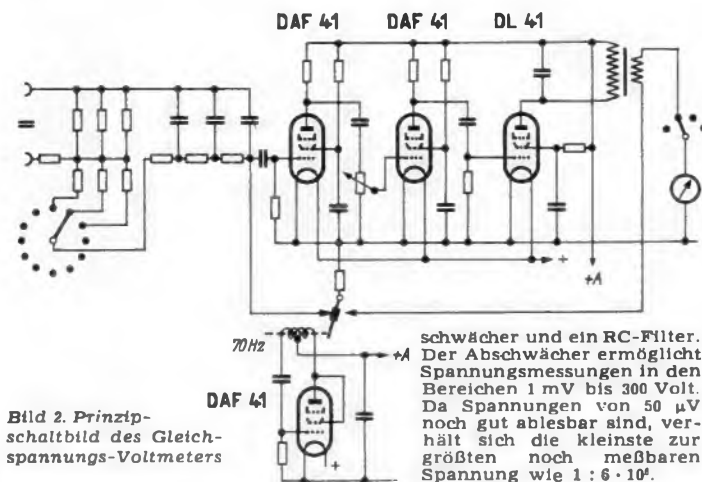 DAF 41 DAF 41 DL 41
+
+A
70Hz
+A
DAF 41
+
Bild 2. Prinzip-
schaltbild des Gleich-
spannungs-Voltmeters
schwächer und ein RC-Filter.
Der Abschwächer ermöglicht
Spannungsmessungen in den
Bereichen 1 mV bis 300 Volt.
Da Spannungen von 50 µV
noch gut ablesbar sind, ver-
hält sich die kleinste zur
größten noch meßbaren
Spannung wie 1 : 6 · 10⁶.